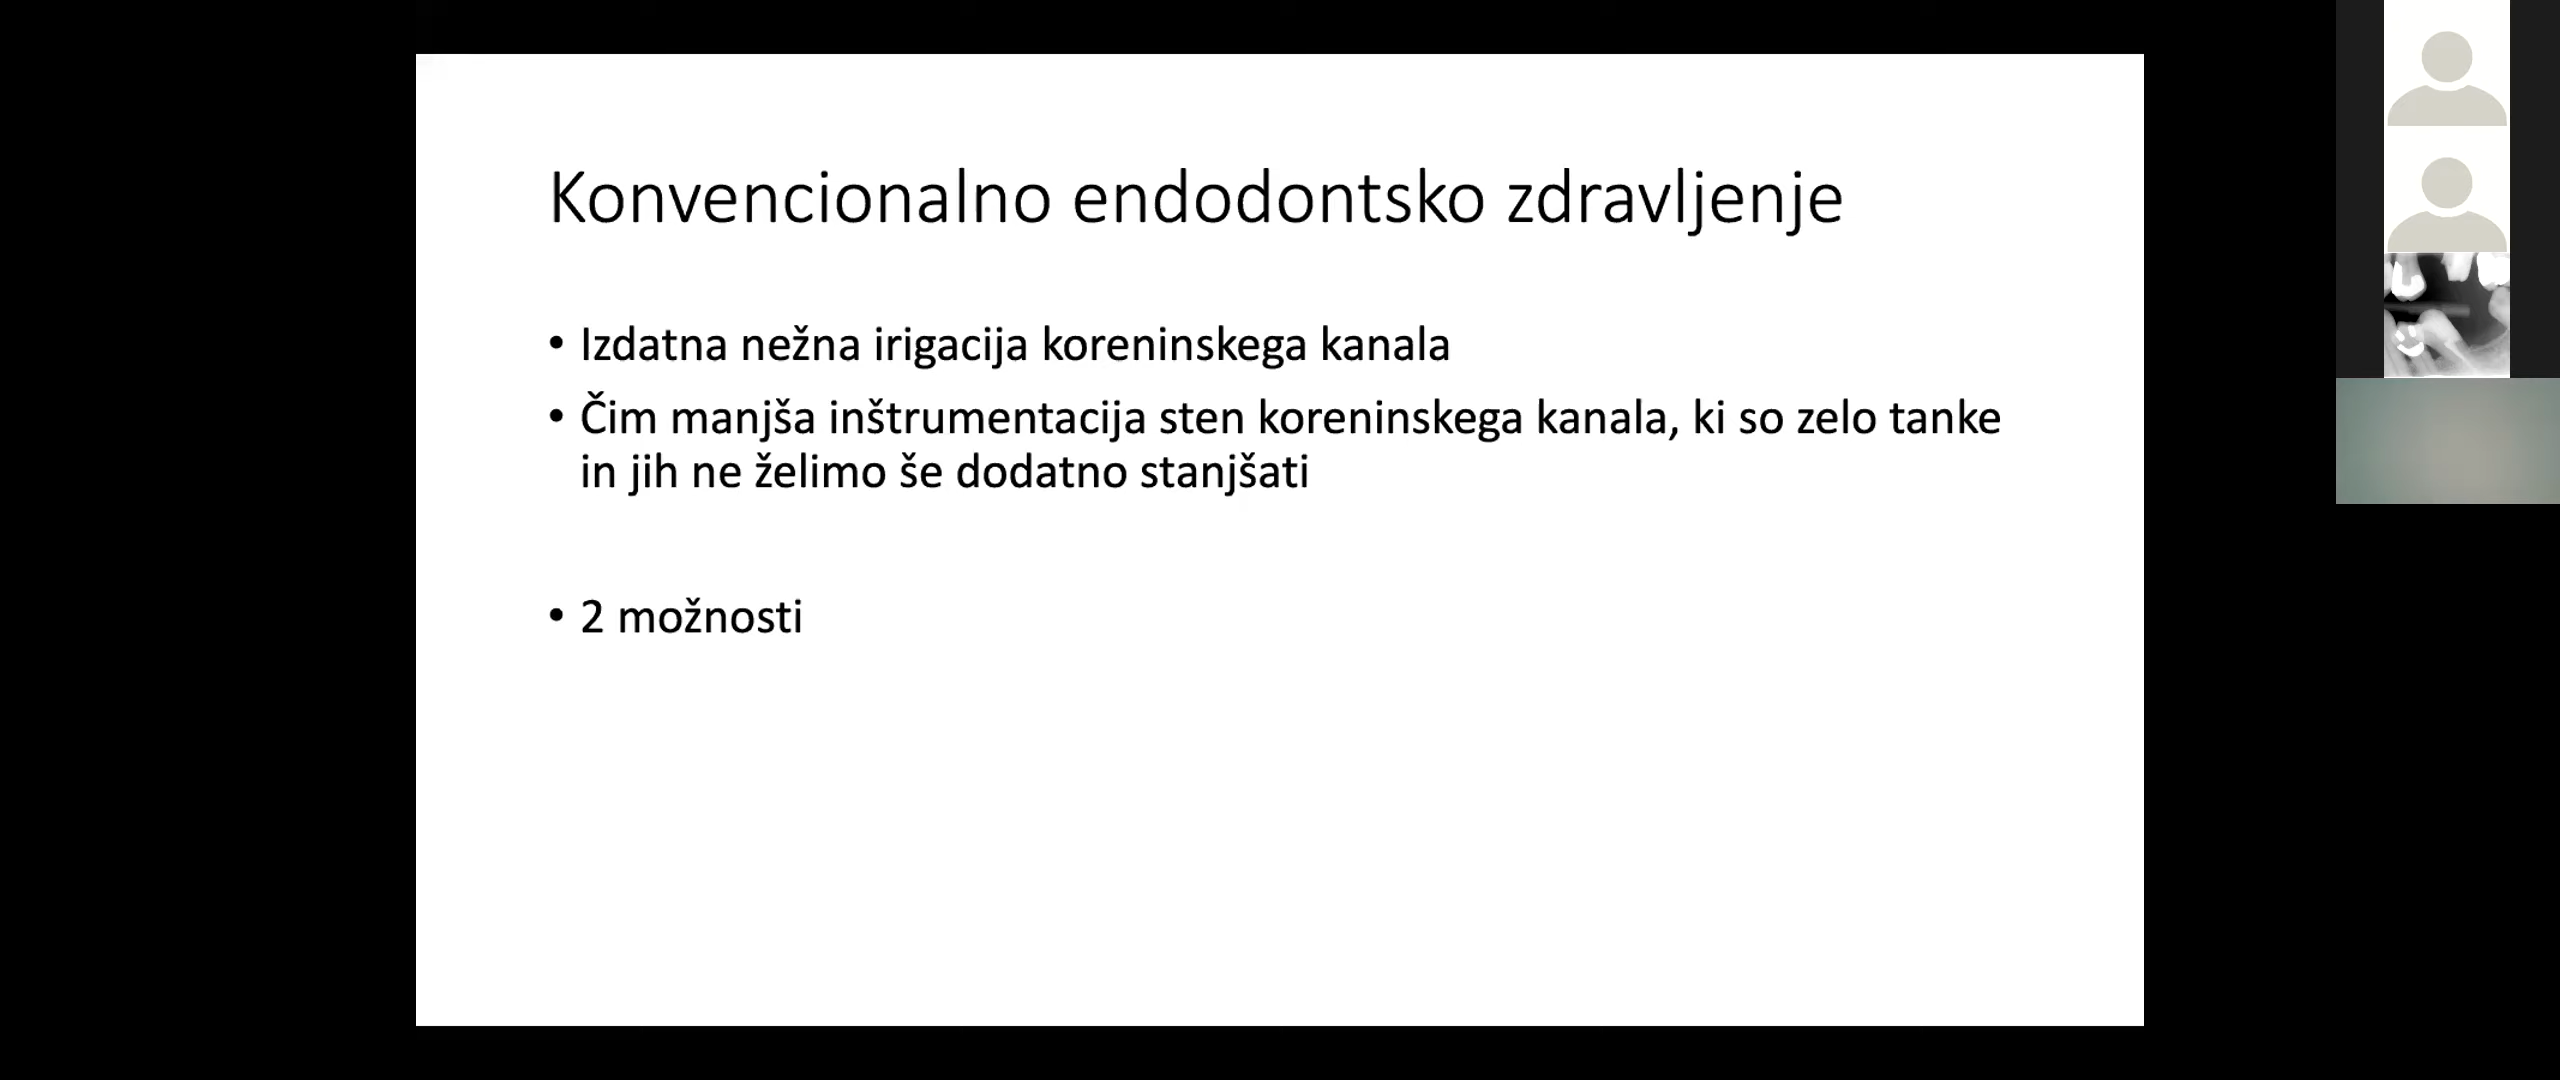 Konvencionalno endodontsko zdravljenje
• Izdatna nežna irigacija koreninskega kanala
• Čim manjša inštrumentacija sten koreninskega kanala, ki so zelo tanke
in jih ne želimo še dodatno stanjšati
• 2 možnosti